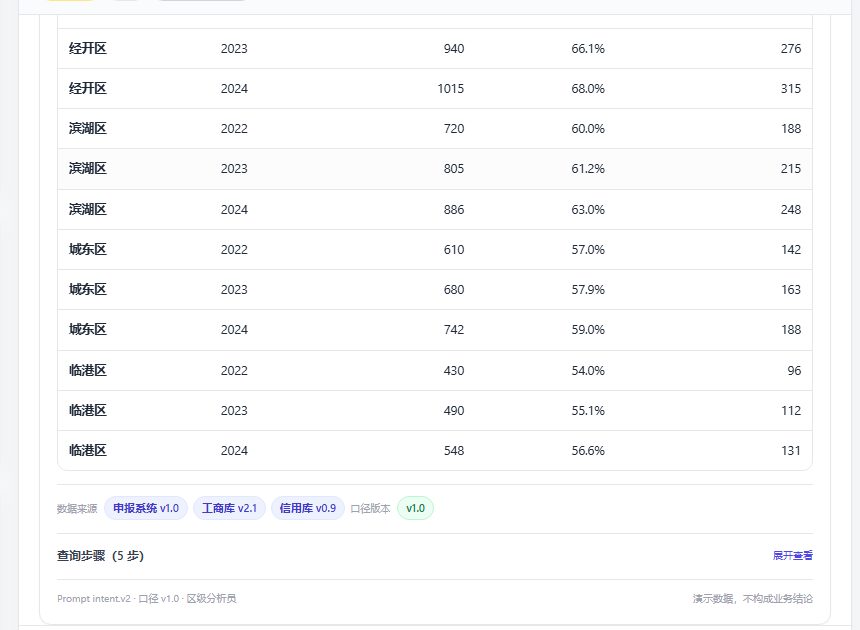 经开区 2023 940 66.1% 276
经开区 2024 1015 68.0% 315
滨湖区 2022 720 60.0% 188
滨湖区 2023 805 61.2% 215
滨湖区 2024 886 63.0% 248
城东区 2022 610 57.0% 142
城东区 2023 680 57.9% 163
城东区 2024 742 59.0% 188
临港区 2022 430 54.0% 96
临港区 2023 490 55.1% 112
临港区 2024 548 56.6% 131
数据来源 申报系统 v1.0 工商库 v2.1 信用库 v0.9 口径版本 v1.0
查询步骤（5 步） 展开查看
Prompt intent.v2 · 口径 v1.0 · 区级分析员 演示数据，不构成业务结论